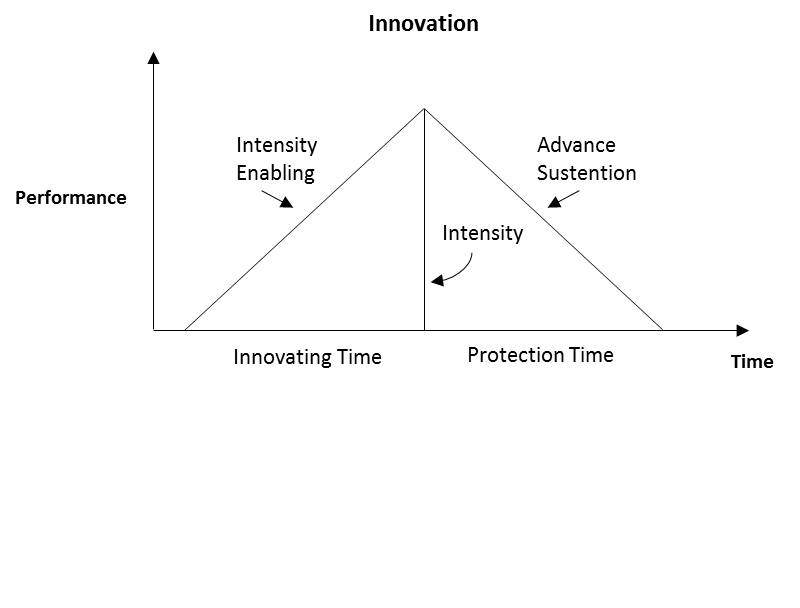 Innovation
Intensity
Enabling
Advance
Sustention
Performance
Intensity
Innovating Time
Protection Time
Time